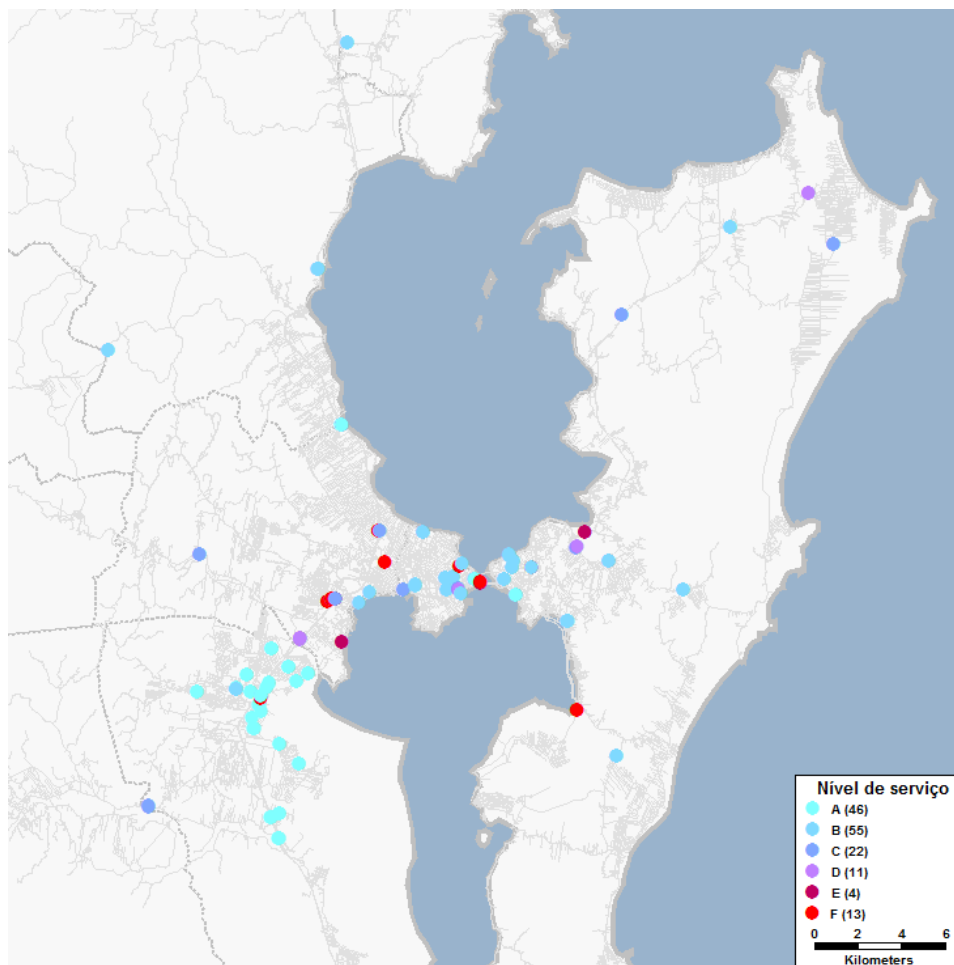 Nível de serviço
A (46)
B (55)
C (22)
D (11)
E (4)
F (13)
0 2 4 6
Kilometers